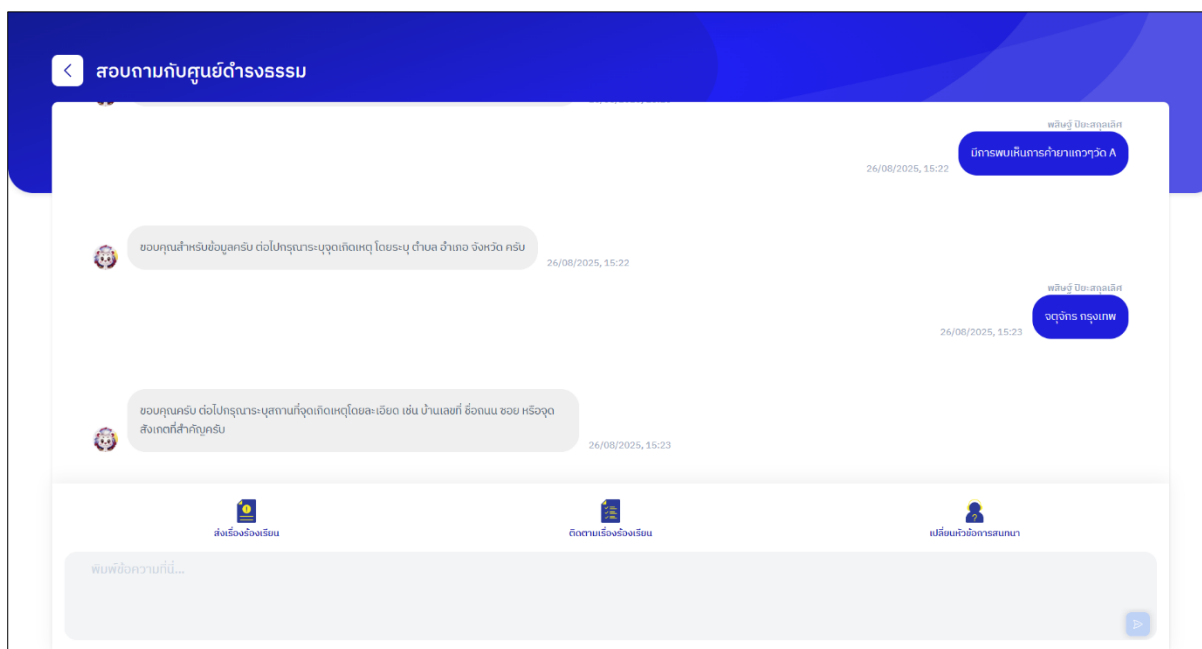 สอบถามกับศูนย์ดำรงธรรม
พสิษฐ์ ปิยะสกุลเลิศ
มีการพบเห็นการค้ายาแถวๆวัด A
26/08/2025, 15:22
ขอบคุณสำหรับข้อมูลครับ ต่อไปกรุณาระบุจุดเกิดเหตุ โดยระบุ ตำบล อำเภอ จังหวัด ครับ
26/08/2025, 15:22
พสิษฐ์ ปิยะสกุลเลิศ
จตุจักร กรุงเทพ
26/08/2025, 15:23
ขอบคุณครับ ต่อไปกรุณาระบุสถานที่จุดเกิดเหตุโดยละเอียด เช่น บ้านเลขที่ ชื่อถนน ซอย หรือจุด
สังเกตที่สำคัญครับ
26/08/2025, 15:23
ส่งเรื่องร้องเรียน
ติดตามเรื่องร้องเรียน
เปลี่ยนหัวข้อการสนทนา
พิมพ์ข้อความที่นี่...